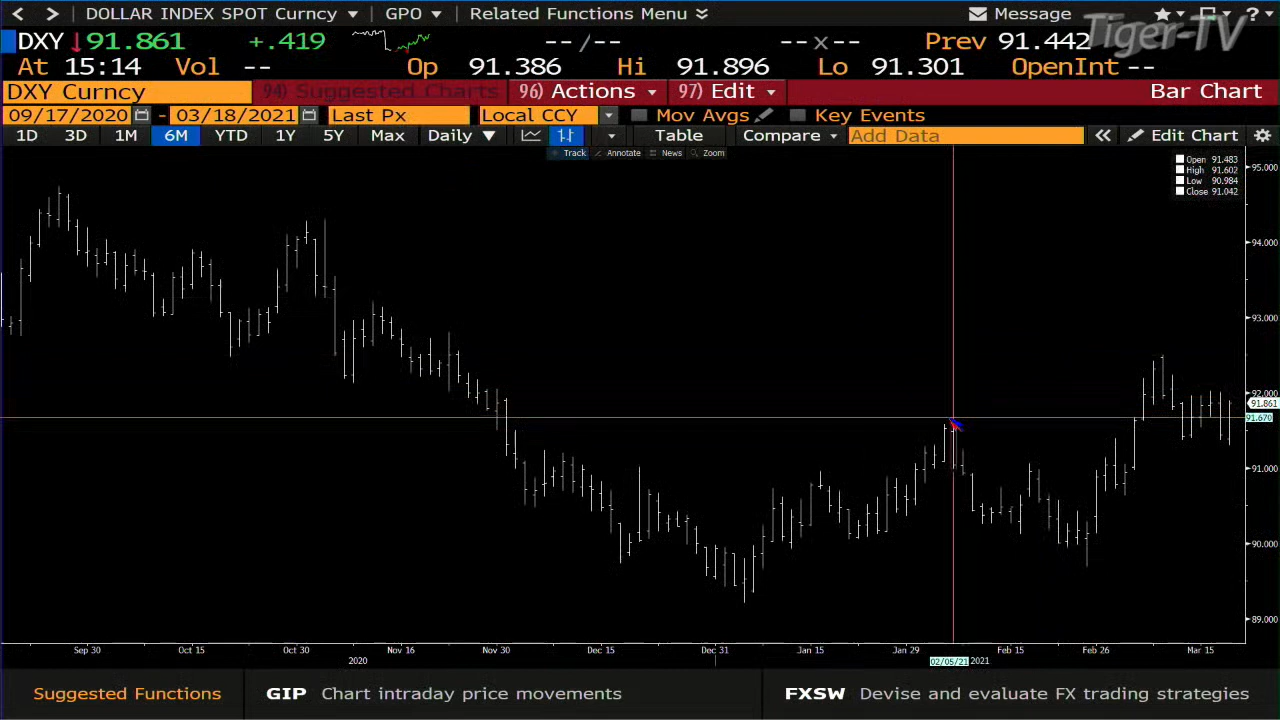 < > DOLLAR INDEX SPOT Curncy ▼ GPO ▼ Related Functions Menu Message ?
Tiger-TV
DXY ↓91.861 +.419 -- /-- -- x-- Prev 91.442
At 15:14 Vol -- Op 91.386 Hi 91.896 Lo 91.301 OpenInt --
DXY Curncy 94) Suggested Charts 96) Actions 97) Edit Bar Chart
09/17/2020 - 03/18/2021 Last Px Local CCY Mov Avgs Key Events
1D 3D 1M 6M YTD 1Y 5Y Max Daily ▼ Table Compare Add Data « Edit Chart
Track Annotate News Zoom
Open 91.483
High 91.602
Low 90.984
Close 91.042
95.000
94.000
93.000
92.000
91.861
91.670
91.000
90.000
89.000
Sep 30 Oct 15 Oct 30 Nov 16 Nov 30 Dec 15 Dec 31 Jan 15 Jan 29 Feb 15 Feb 26 Mar 15
2020 02/05/21 2021
Suggested Functions GIP Chart intraday price movements FXSW Devise and evaluate FX trading strategies